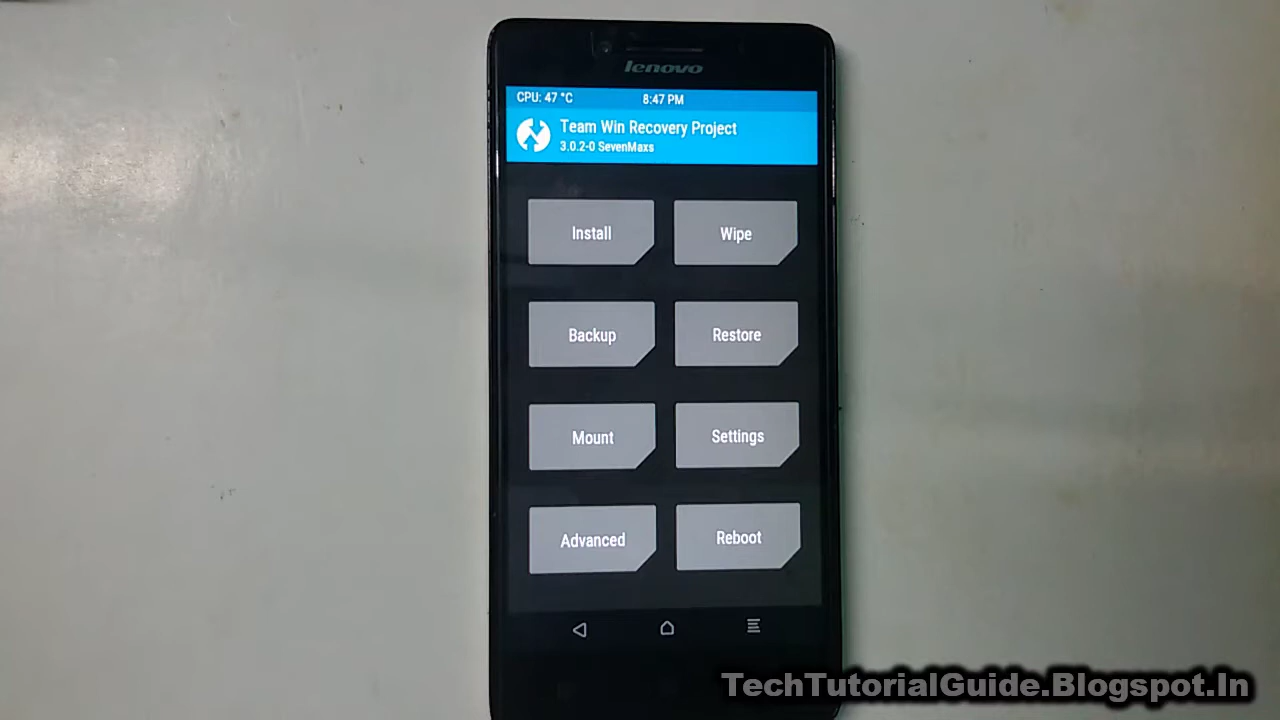 lenovo
CPU: 47 °C 8:47 PM
Team Win Recovery Project
3.0.2-0 SevenMaxs
Install Wipe
Backup Restore
Mount Settings
Advanced Reboot
TechTutorialGuide.Blogspot.In